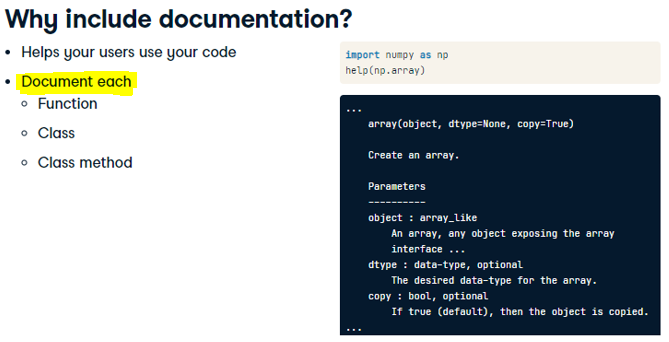 Why include documentation?
• Helps your users use your code
• Document each
○ Function
○ Class
○ Class method
import numpy as np
help(np.array)
...
array(object, dtype=None, copy=True)
Create an array.
Parameters
----------
object : array_like
An array, any object exposing the array
interface ...
dtype : data-type, optional
The desired data-type for the array.
copy : bool, optional
If true (default), then the object is copied.
...